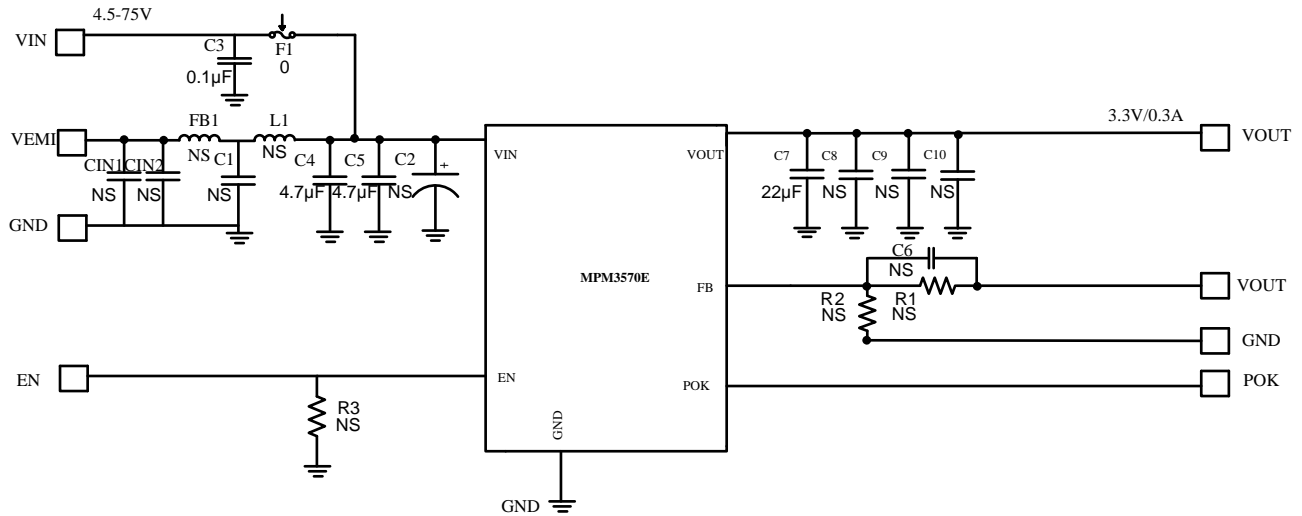 4.5-75V
VIN
C3
0.1µF
F1
0
VEMI
FB1
NS
L1
NS
CIN1
NS
CIN2
NS
C1
NS
C4
4.7µF
C5
4.7µF
C2
NS
+
GND
VIN
VOUT
MPM3570E
FB
EN
POK
GND
GND
3.3V/0.3A
VOUT
C7
22µF
C8
NS
C9
NS
C10
NS
C6
NS
R2
NS
R1
NS
VOUT
GND
POK
EN
R3
NS